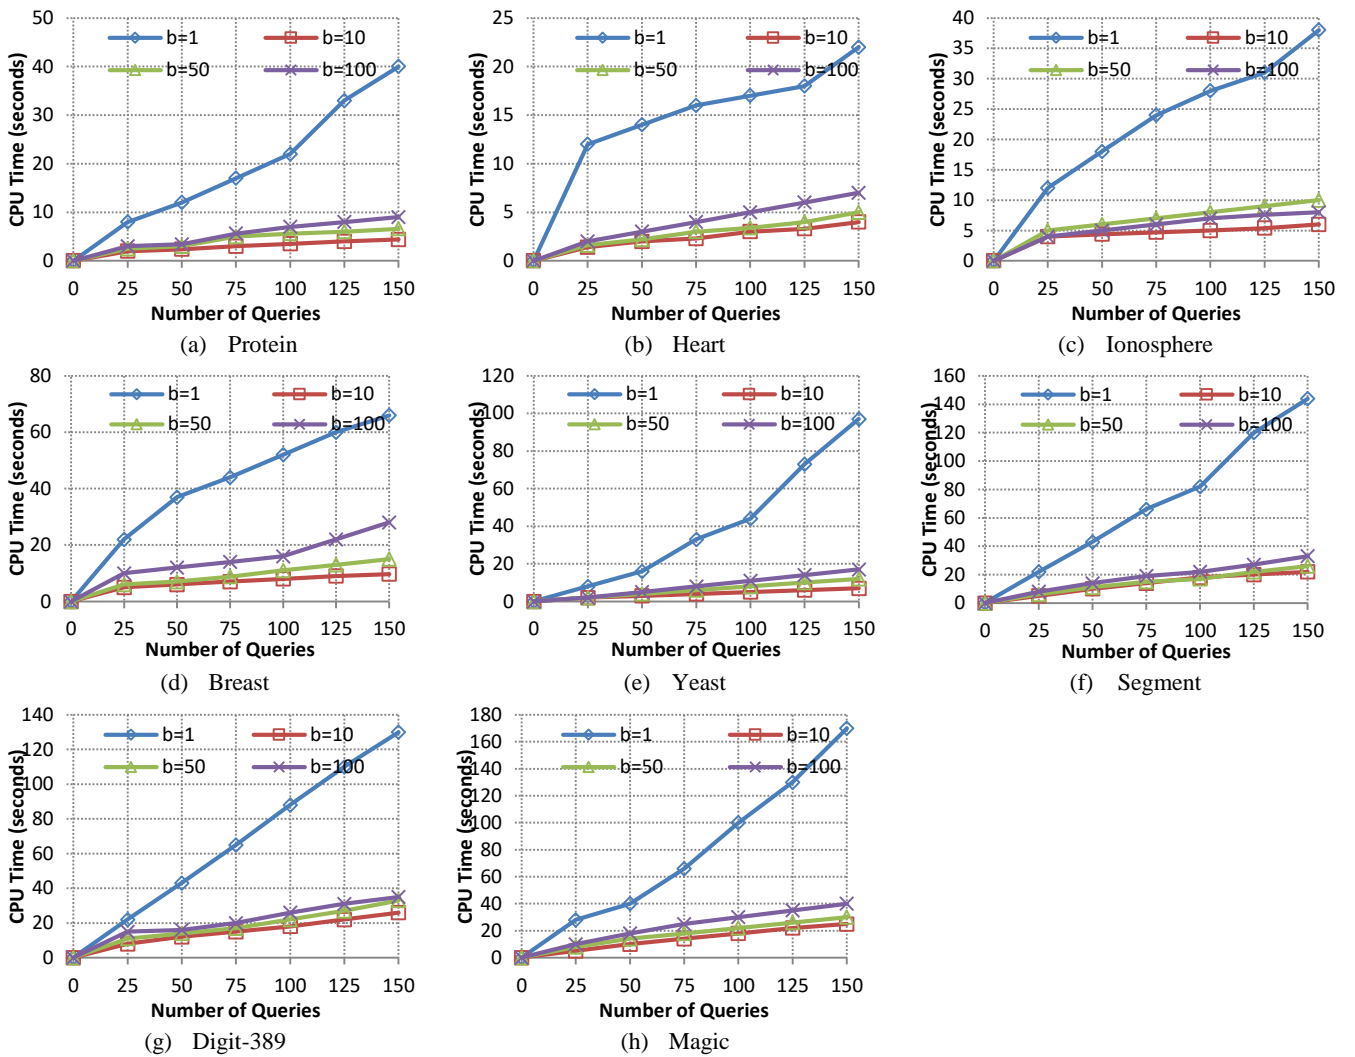 50
40
30
20
10
0
CPU Time (seconds)
b=1 b=10
b=50 b=100
0 25 50 75 100 125 150
Number of Queries
(a) Protein
25
20
15
10
5
0
CPU Time (seconds)
b=1 b=10
b=50 b=100
0 25 50 75 100 125 150
Number of Queries
(b) Heart
40
35
30
25
20
15
10
5
0
CPU Time (seconds)
b=1 b=10
b=50 b=100
0 25 50 75 100 125 150
Number of Queries
(c) Ionosphere
80
60
40
20
0
CPU Time (seconds)
b=1 b=10
b=50 b=100
0 25 50 75 100 125 150
Number of Queries
(d) Breast
120
100
80
60
40
20
0
CPU Time (seconds)
b=1 b=10
b=50 b=100
0 25 50 75 100 125 150
Number of Queries
(e) Yeast
160
140
120
100
80
60
40
20
0
CPU Time (seconds)
b=1 b=10
b=50 b=100
0 25 50 75 100 125 150
Number of Queries
(f) Segment
140
120
100
80
60
40
20
0
CPU Time (seconds)
b=1 b=10
b=50 b=100
0 25 50 75 100 125 150
Number of Queries
(g) Digit-389
180
160
140
120
100
80
60
40
20
0
CPU Time (seconds)
b=1 b=10
b=50 b=100
0 25 50 75 100 125 150
Number of Queries
(h) Magic